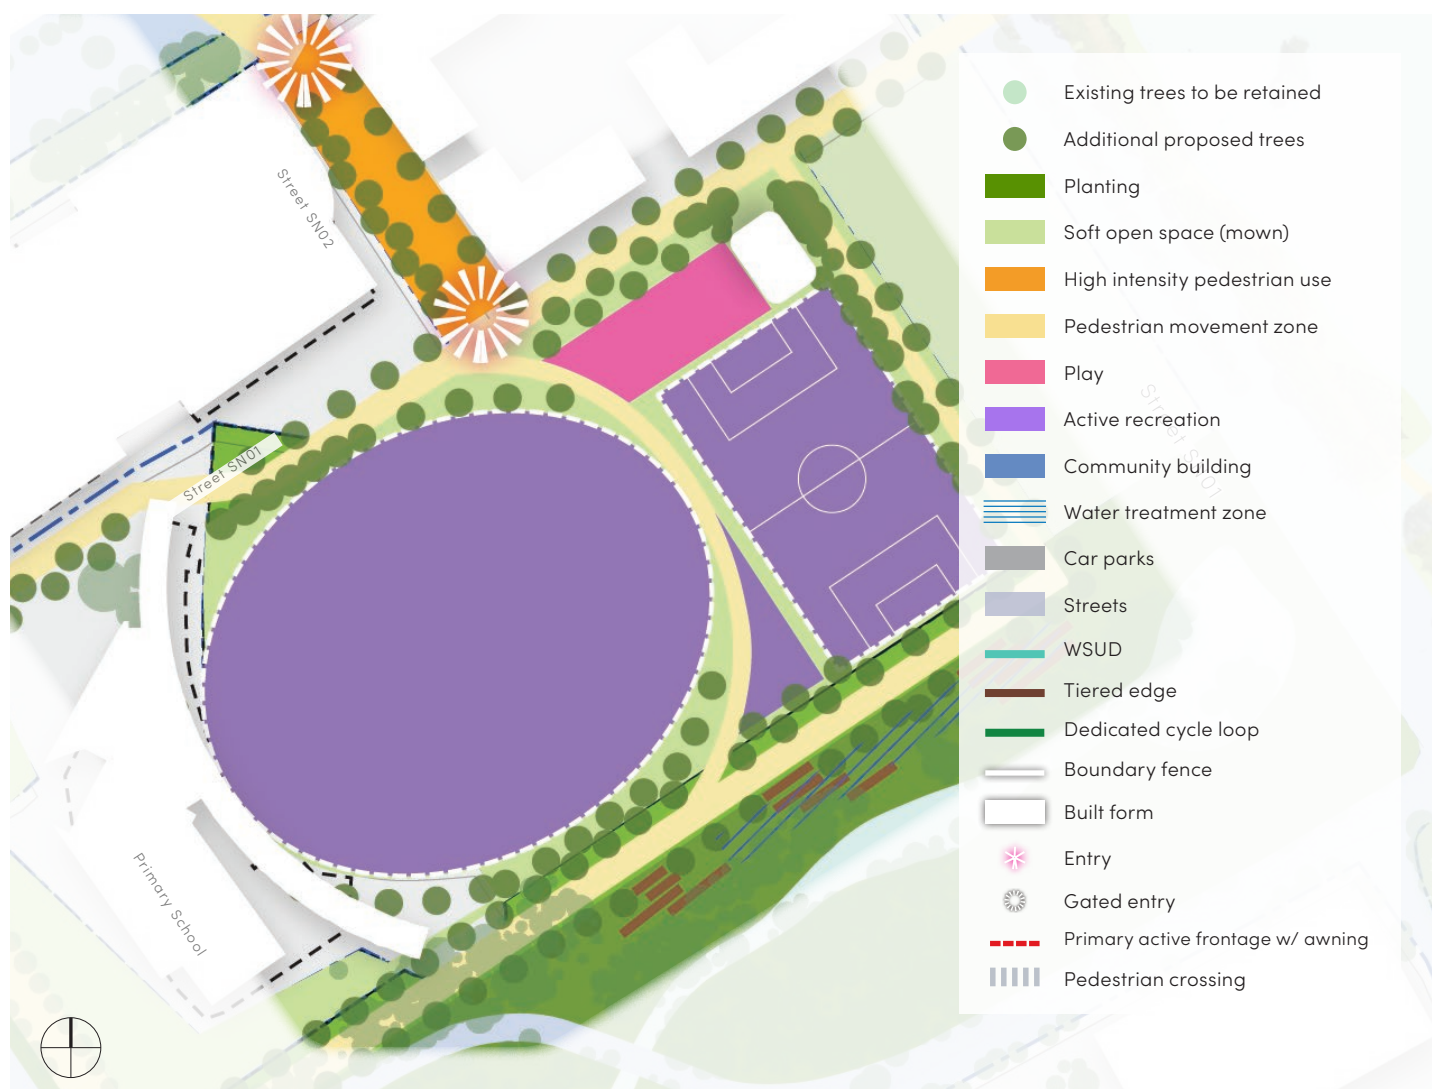 Street SN02
Street SN01
Primary School
Street SN01
Existing trees to be retained
Additional proposed trees
Planting
Soft open space (mown)
High intensity pedestrian use
Pedestrian movement zone
Play
Active recreation
Community building
Water treatment zone
Car parks
Streets
WSUD
Tiered edge
Dedicated cycle loop
Boundary fence
Built form
Entry
Gated entry
Primary active frontage w/ awning
Pedestrian crossing